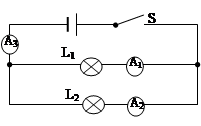 S
A₃
L₁ A₁
L₂ A₂